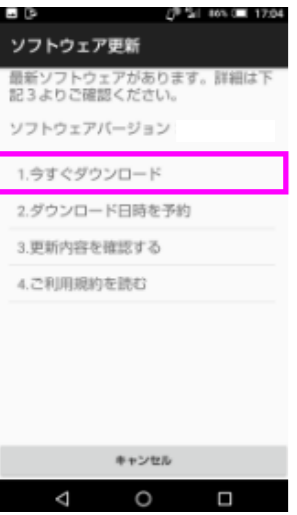 86% 17:04
ソフトウェア更新
最新ソフトウェアがあります。詳細は下
記3よりご確認ください。
ソフトウェアバージョン
1.今すぐダウンロード
2.ダウンロード日時を予約
3.更新内容を確認する
4.ご利用規約を読む
キャンセル